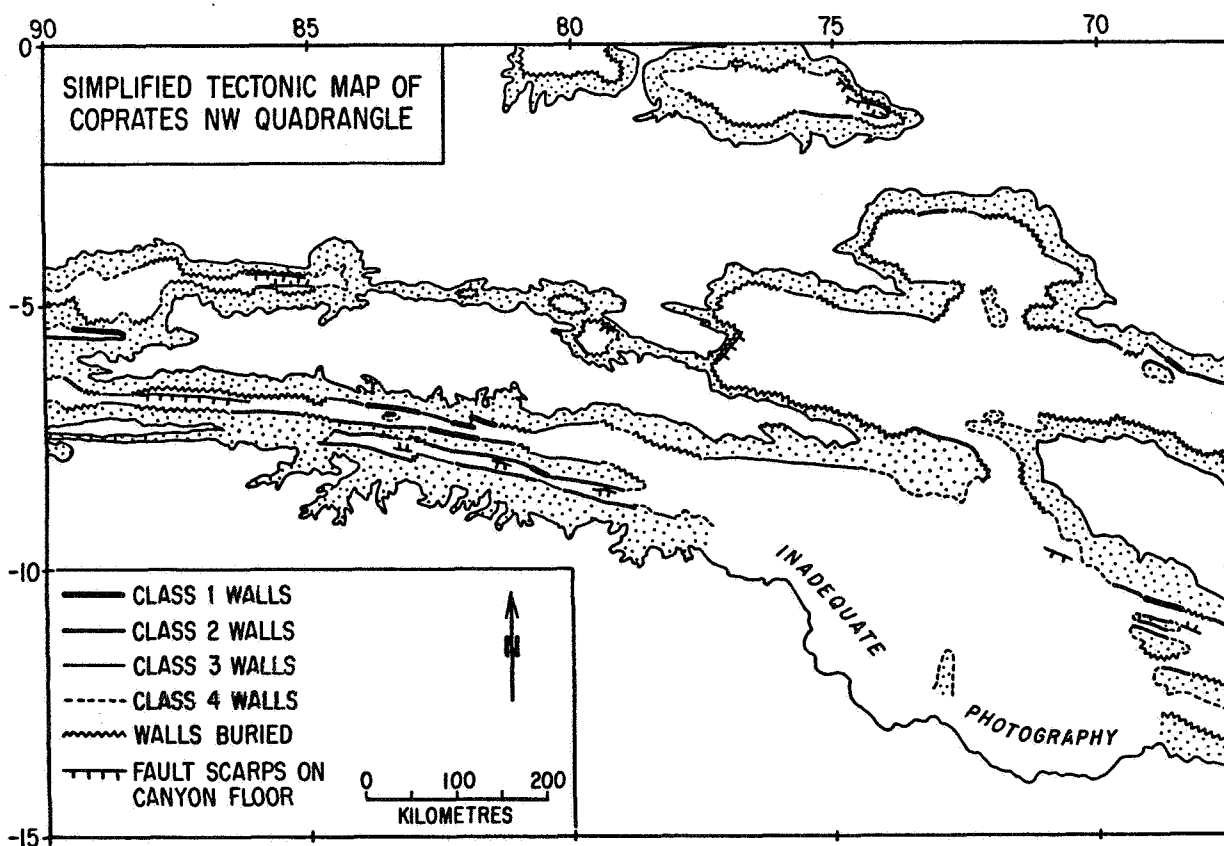 90 85 80 75 70
0
SIMPLIFIED TECTONIC MAP OF
COPRATES NW QUADRANGLE
-5
-10
INADEQUATE
PHOTOGRAPHY
CLASS 1 WALLS
CLASS 2 WALLS
CLASS 3 WALLS
CLASS 4 WALLS
WALLS BURIED
FAULT SCARPS ON
CANYON FLOOR
N
0 100 200
KILOMETRES
-15